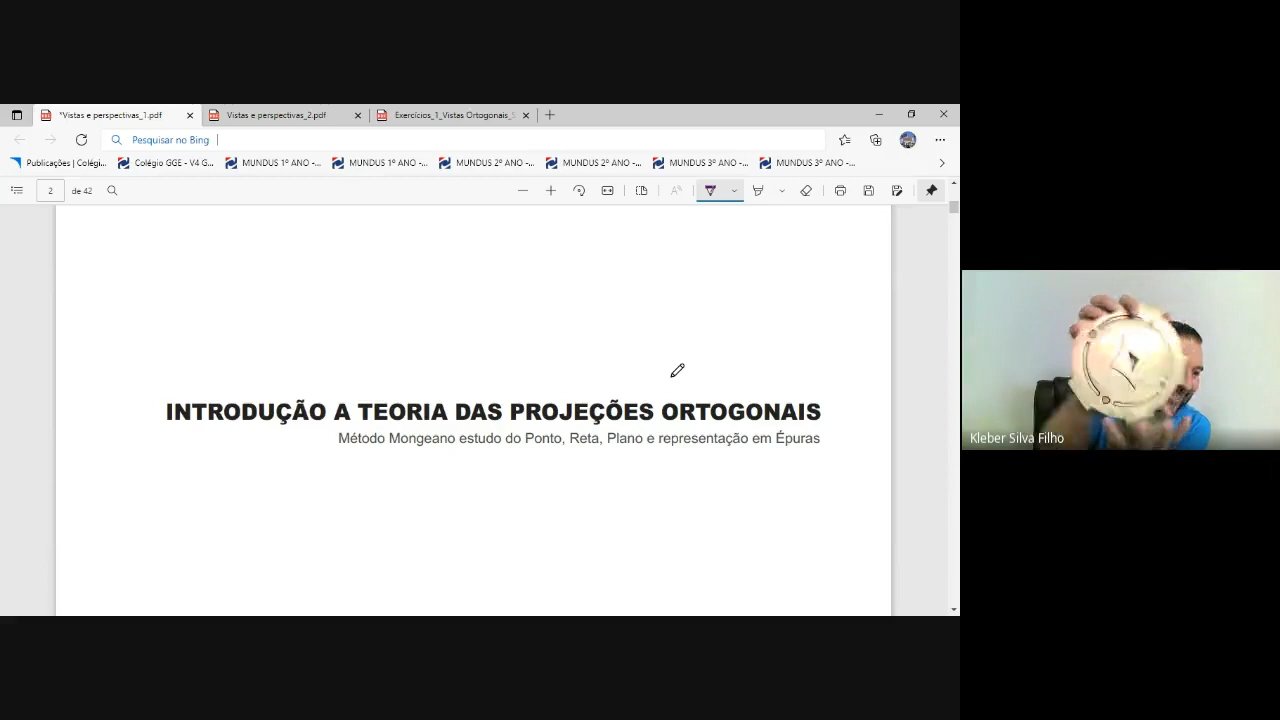 *Vistas e perspectivas_1.pdf
Vistas e perspectivas_2.pdf
Exercícios_1_Vistas Ortogonais_
Pesquisar no Bing
Publicações | Colégi...
Colégio GGE - V4 G...
MUNDUS 1º ANO -...
MUNDUS 1º ANO -...
MUNDUS 2º ANO -...
MUNDUS 2º ANO -...
MUNDUS 3º ANO -...
MUNDUS 3º ANO -...
2 de 42
INTRODUÇÃO A TEORIA DAS PROJEÇÕES ORTOGONAIS
Método Mongeano estudo do Ponto, Reta, Plano e representação em Épuras
Kleber Silva Filho